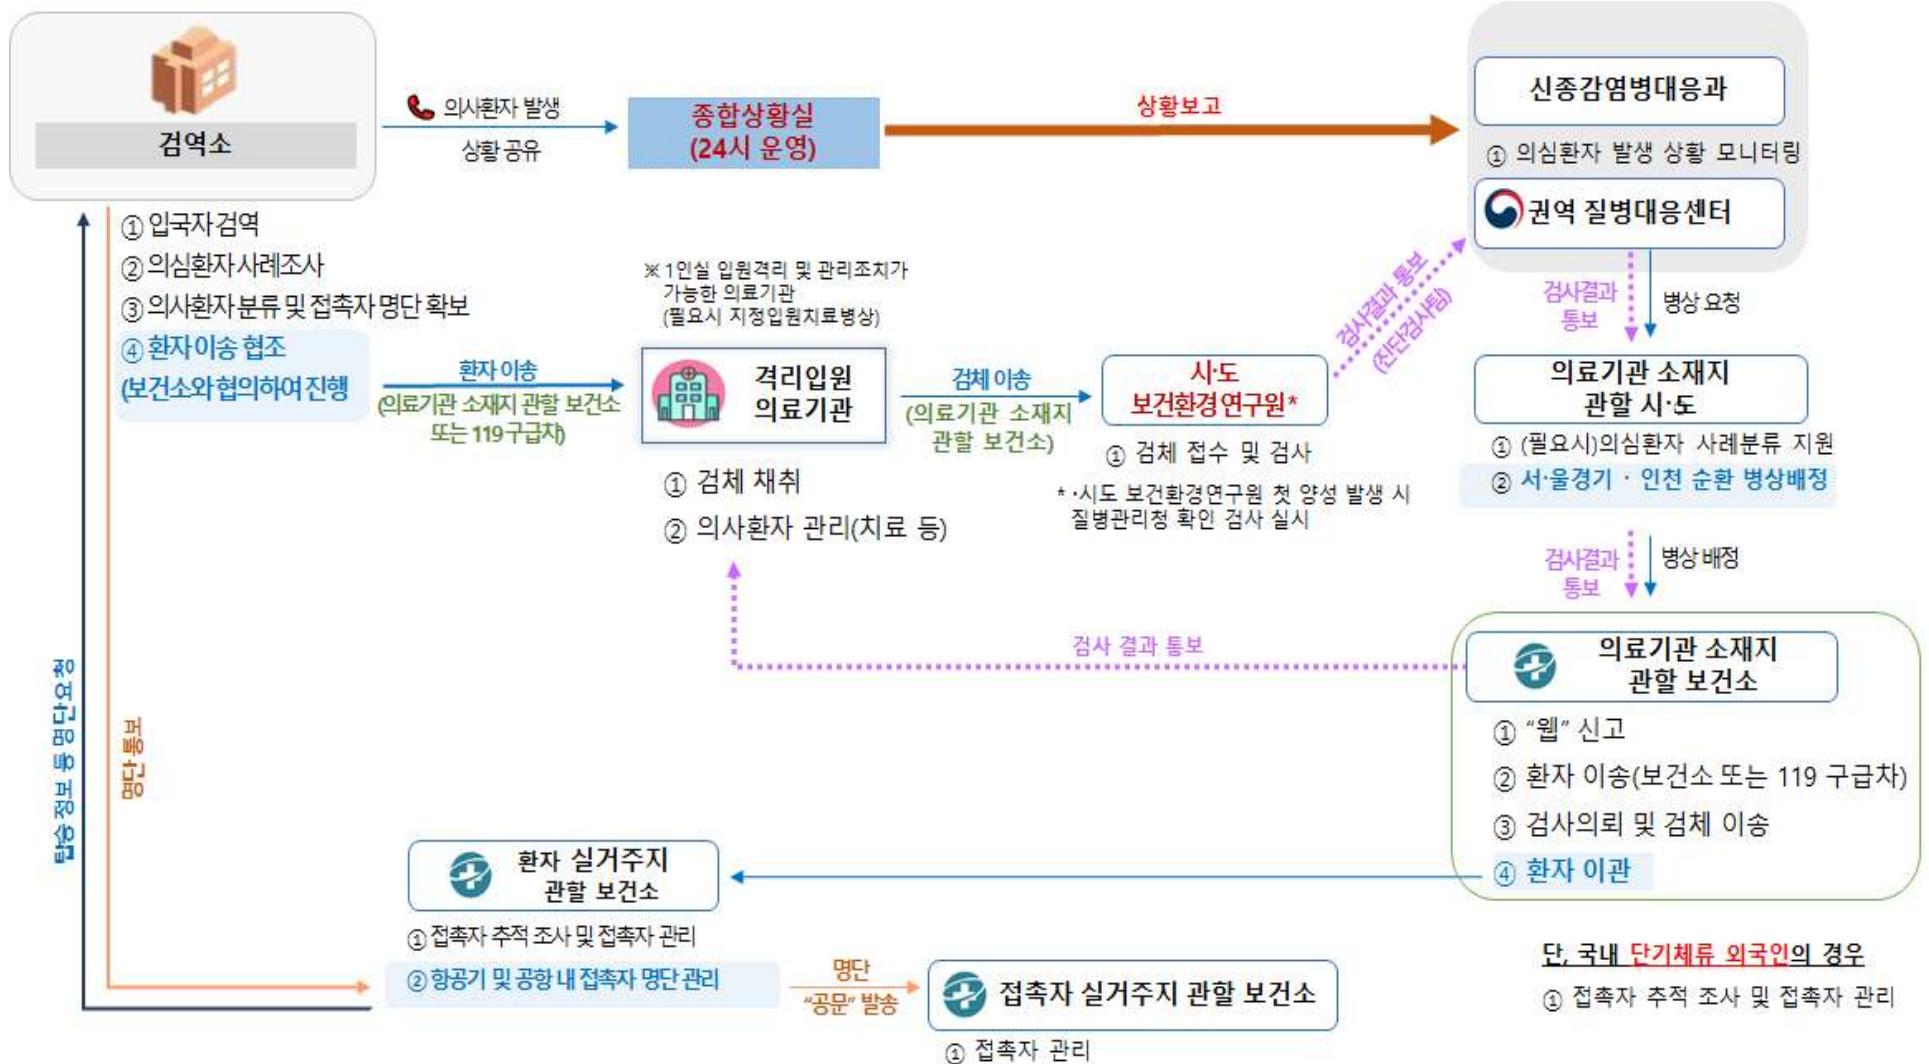 검역소
의사환자 발생
상황 공유
종합상황실
(24시 운영)
상황보고
신종감염병대응과
① 의심환자 발생 상황 모니터링
권역 질병대응센터
① 입국자 검역
② 의심환자 사례조사
③ 의사환자 분류 및 접촉자 명단 확보
④ 환자 이송 협조
(보건소와 협의하여 진행
환자 이송
(의료기관 소재지 관할 보건소
또는 119 구급차)
※ 1인실 입원격리 및 관리조치가
가능한 의료기관
(필요시 지정입원치료병상)
격리입원
의료기관
① 검체 채취
② 의사환자 관리(치료 등)
검체 이송
(의료기관 소재지
관할 보건소)
시·도
보건환경연구원*
① 검체 접수 및 검사
* ·시도 보건환경연구원 첫 양성 발생 시
질병관리청 확인 검사 실시
검사결과 통보
(진단검사팀)
검사결과
통보
병상 요청
의료기관 소재지
관할 시·도
① (필요시)의심환자 사례분류 지원
② 서·울경기 · 인천 순환 병상배정
검사결과
통보
병상 배정
검사 결과 통보
의료기관 소재지
관할 보건소
① “웹” 신고
② 환자 이송(보건소 또는 119 구급차)
③ 검사의뢰 및 검체 이송
④ 환자 이관
탑승 정보 등 명단 요청
명단 통보
환자 실거주지
관할 보건소
① 접촉자 추적 조사 및 접촉자 관리
② 항공기 및 공항 내 접촉자 명단 관리
명단
“공문” 발송
접촉자 실거주지 관할 보건소
① 접촉자 관리
단, 국내 단기체류 외국인의 경우
① 접촉자 추적 조사 및 접촉자 관리